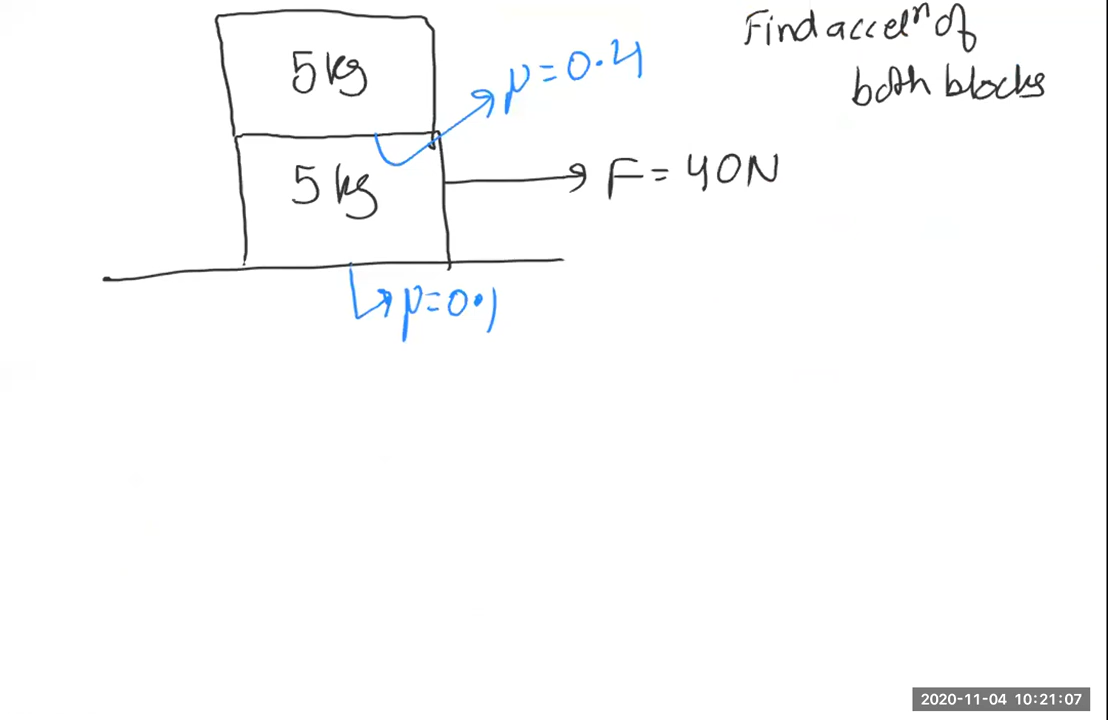 Find accelⁿ of
both blocks
5kg
μ=0.4
5kg
F=40N
μ=0.1
2020-11-04 10:21:07